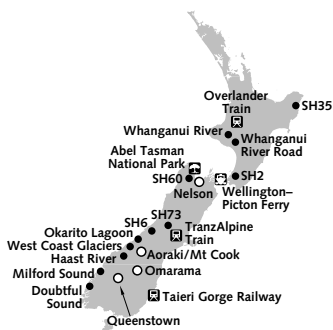 Overlander
Train
SH35
Whanganui River
Whanganui
River Road
Abel Tasman
National Park
SH60
Nelson
SH2
Wellington–
Picton Ferry
SH73
SH6
Okarito Lagoon
TranzAlpine
Train
West Coast Glaciers
Aoraki/Mt Cook
Haast River
Omarama
Milford Sound
Doubtful
Sound
Taieri Gorge Railway
Queenstown